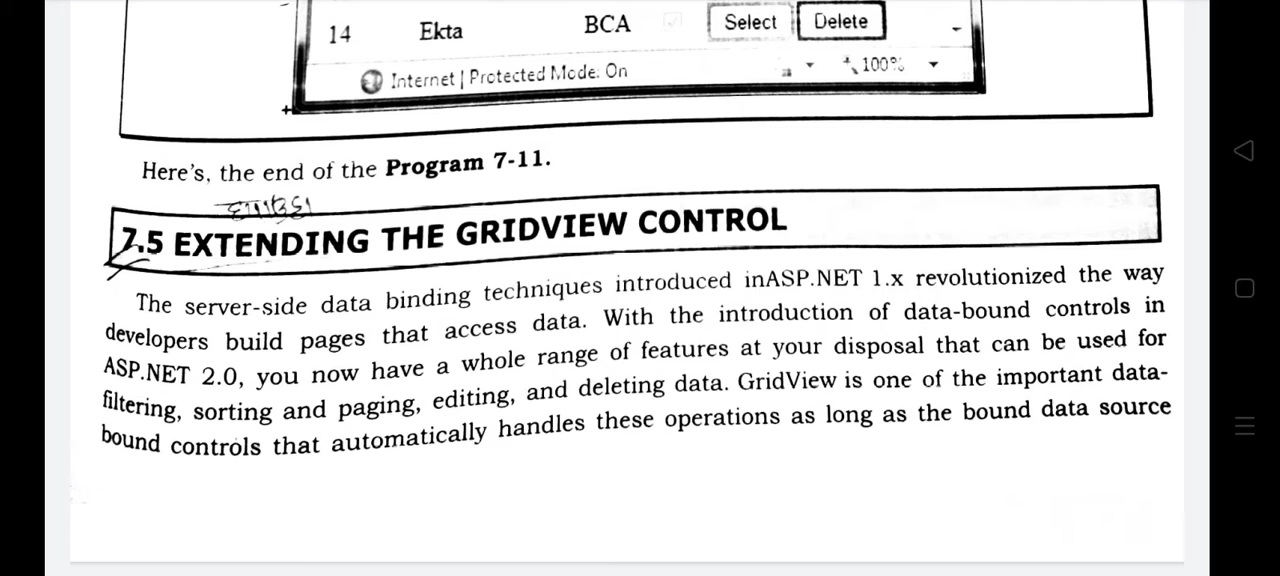 14 Ekta BCA Select Delete
Internet | Protected Mode: On 100%
Here's, the end of the Program 7-11.
7.5 EXTENDING THE GRIDVIEW CONTROL
The server-side data binding techniques introduced inASP.NET 1.x revolutionized the way
developers build pages that access data. With the introduction of data-bound controls in
ASP.NET 2.0, you now have a whole range of features at your disposal that can be used for
filtering, sorting and paging, editing, and deleting data. GridView is one of the important data-
bound controls that automatically handles these operations as long as the bound data source